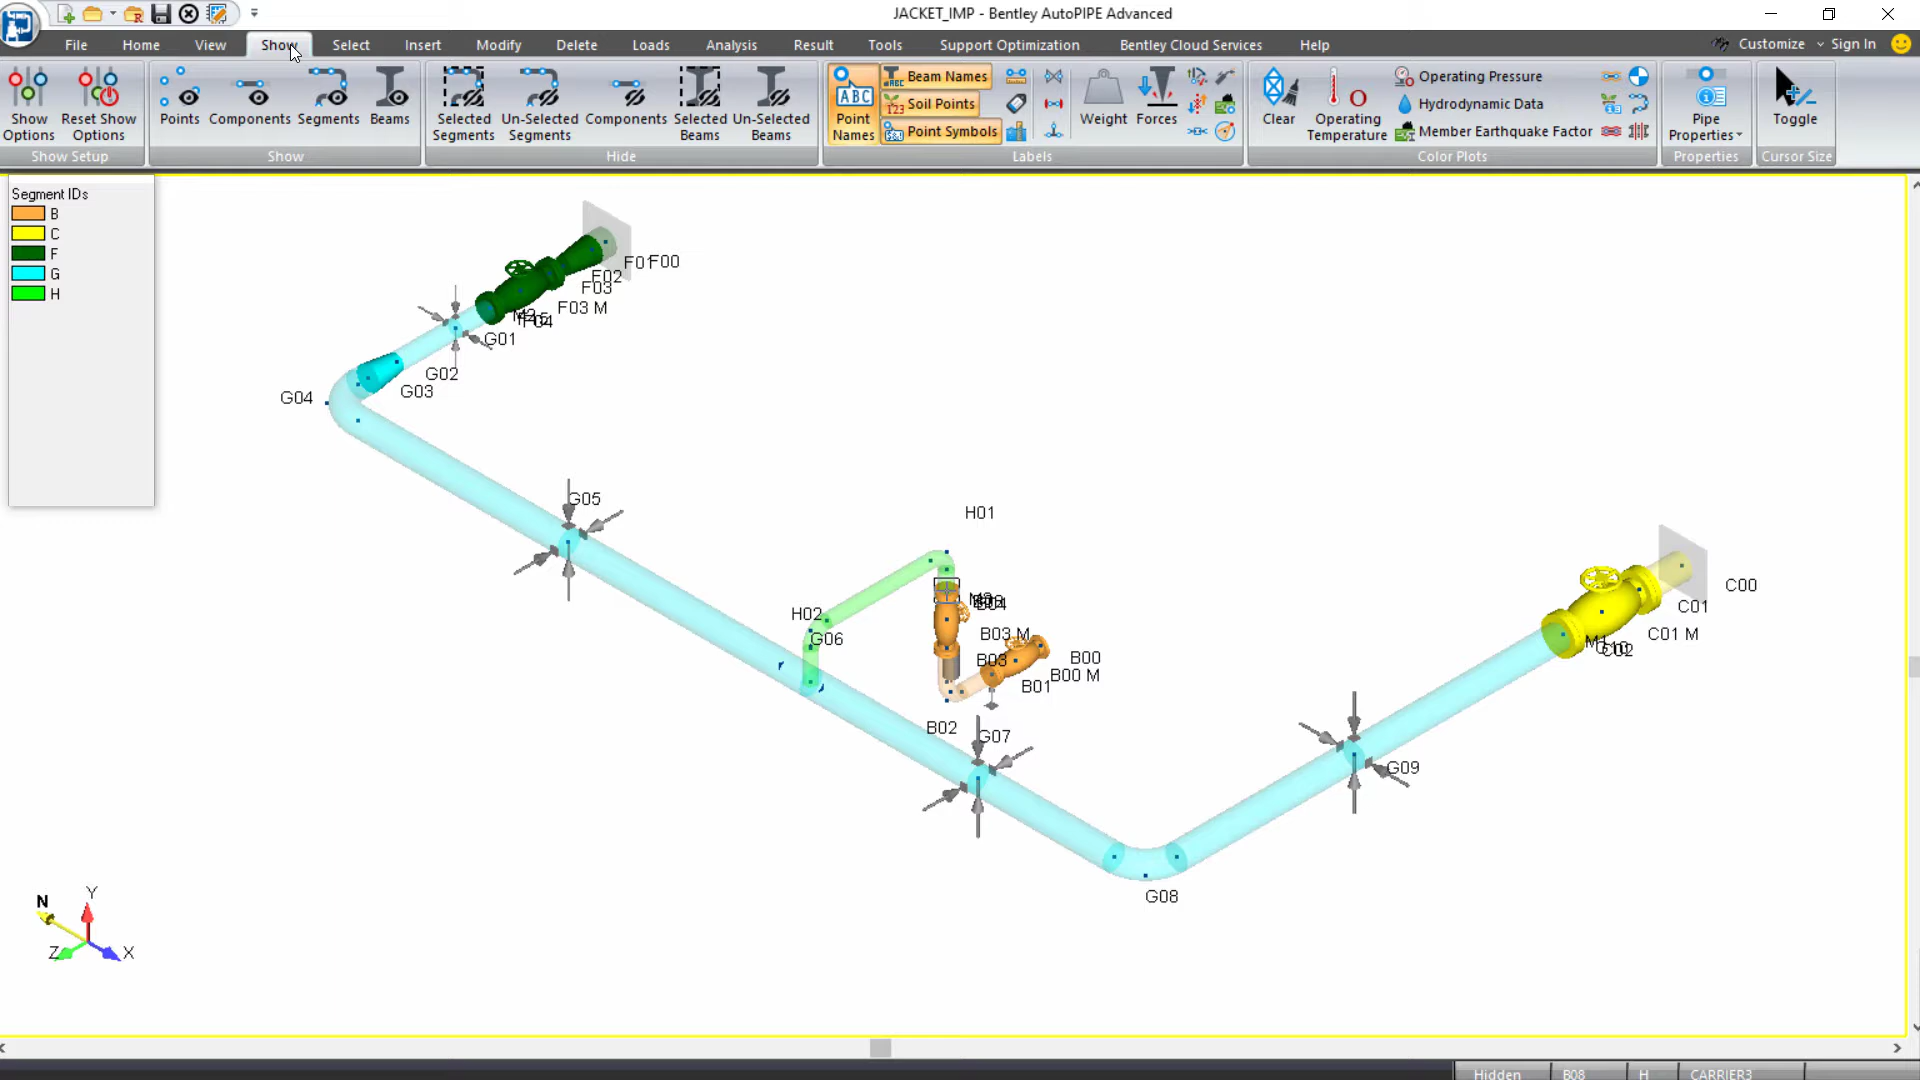 JACKET_IMP - Bentley AutoPIPE Advanced
File Home View Show Select Insert Modify Delete Loads Analysis Result Tools Support Optimization Bentley Cloud Services Help
Customize Sign In
Show Options
Reset Show Options
Show Setup
Points Components Segments Beams
Show
Selected Segments
Un-Selected Segments
Components
Selected Beams
Un-Selected Beams
Hide
ABC
Point Names
Beam Names
Soil Points
Point Symbols
Weight
Forces
Labels
Clear
Operating Temperature
Operating Pressure
Hydrodynamic Data
Member Earthquake Factor
Color Plots
Pipe Properties
Properties
Toggle
Cursor Size
Segment IDs
B
C
F
G
H
F00
F02
F03
F03 M
F04
G01
G02
G03
G04
G05
H01
H02
G06
B04
B03 M
B03
B00
B00 M
B01
B02
G07
G08
G09
C00
C01
C01 M
C02
N
Y
Z
X
Hidden B08 H CARRIER3